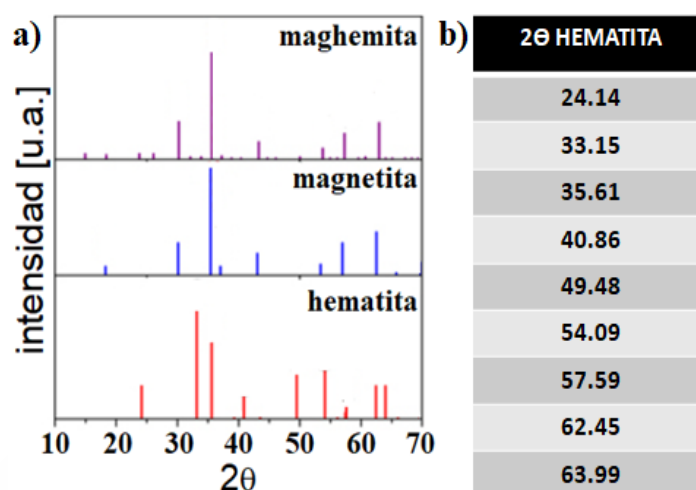 a)
maghemita
magnetita
hematita
intensidad [u.a.]
10 20 30 40 50 60 70
2θ
b)
2Θ HEMATITA
24.14
33.15
35.61
40.86
49.48
54.09
57.59
62.45
63.99